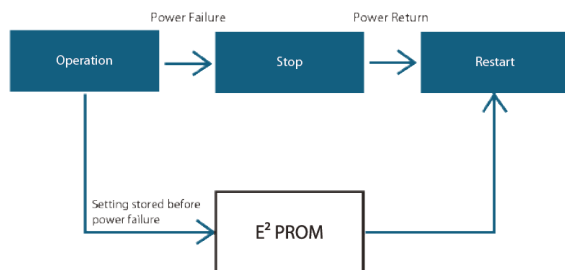 Power Failure
Power Return
Operation
Stop
Restart
Setting stored before
power failure
E² PROM